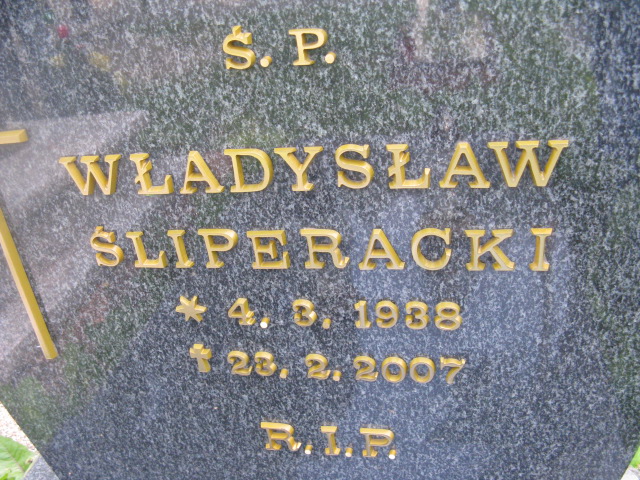 Ś. P.
WŁADYSŁAW
ŚLIPERACKI
* 4. 3. 1938
✝ 23. 2. 2007
R.I.P.